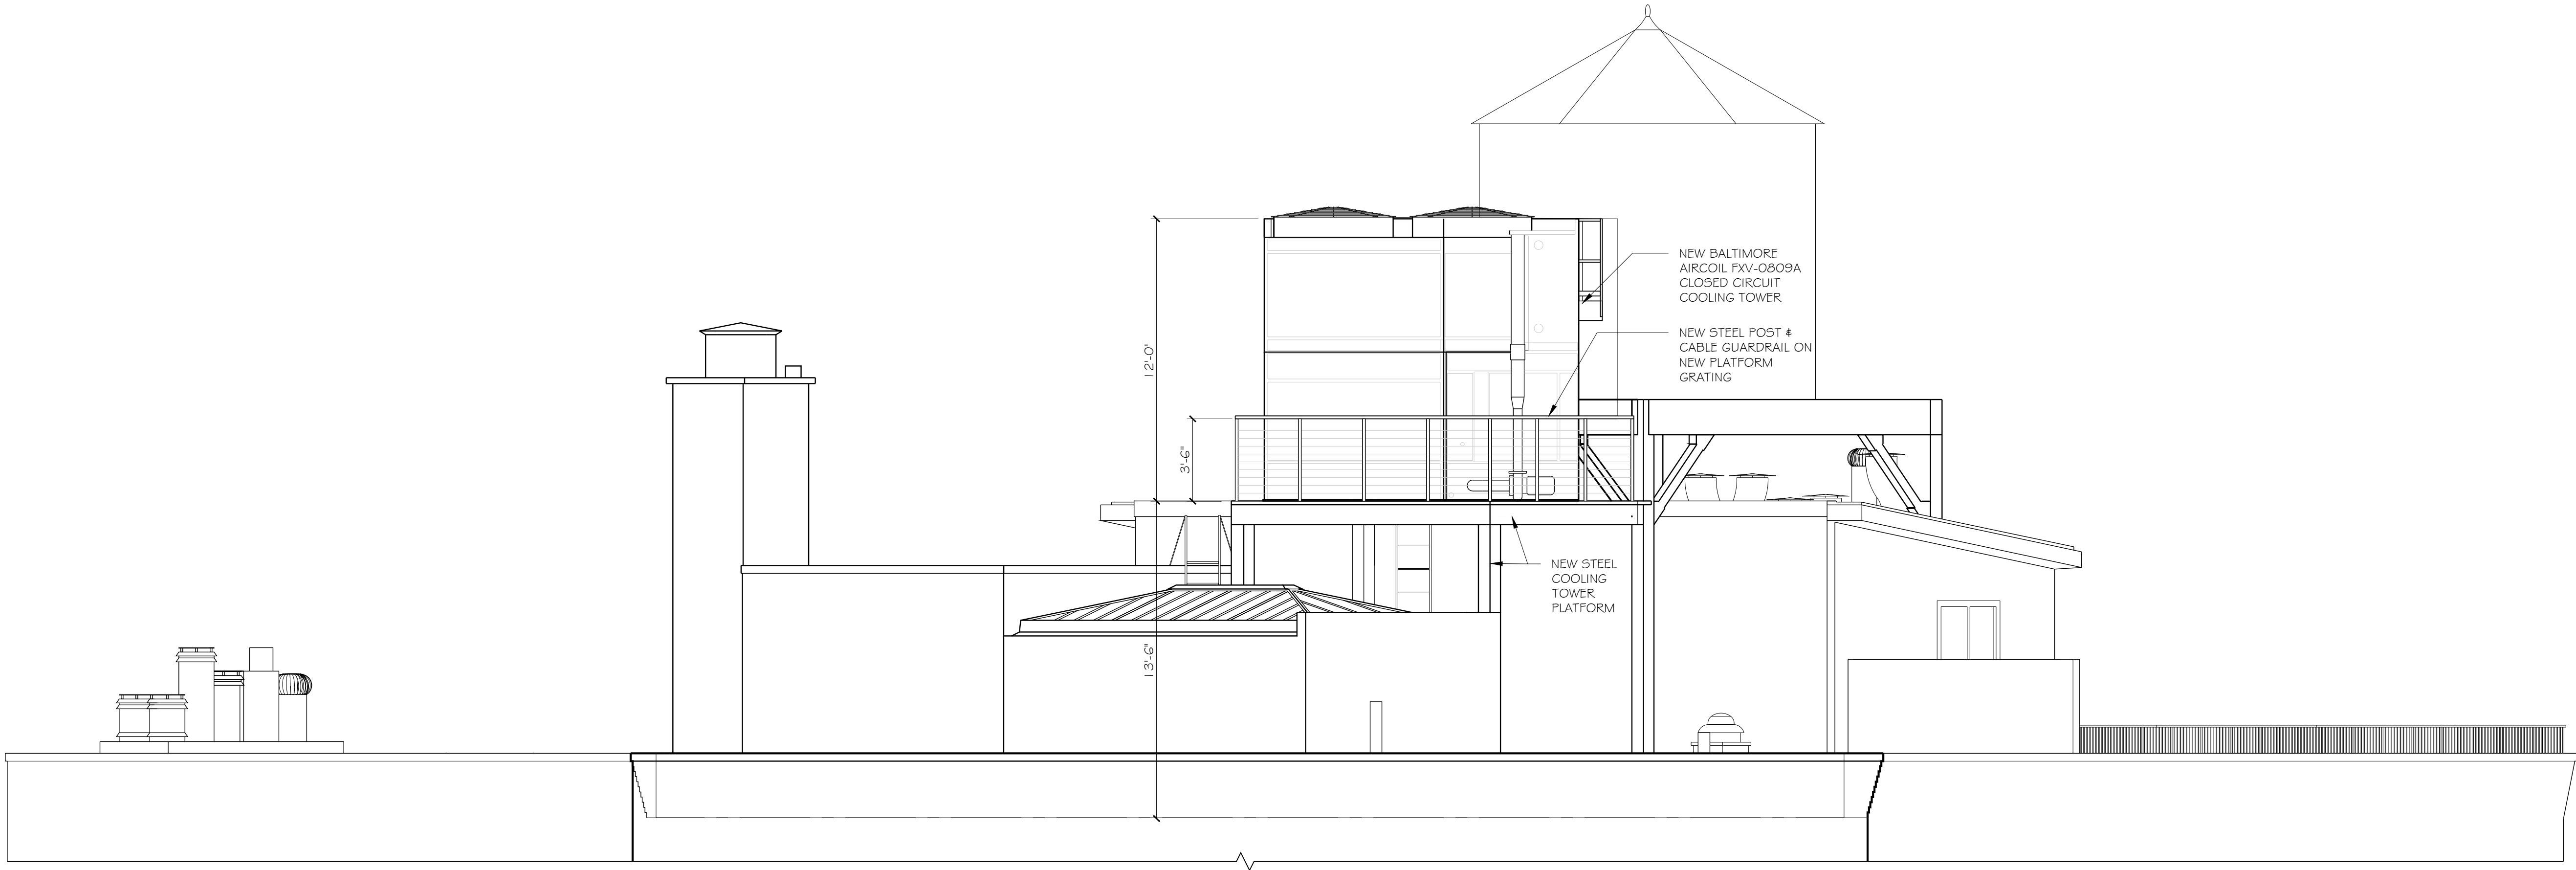 NEW BALTIMORE
AIRCOIL FXV-0809A
CLOSED CIRCUIT
COOLING TOWER
NEW STEEL POST &
CABLE GUARDRAIL ON
NEW PLATFORM
GRATING
12'-0"
3'-6"
NEW STEEL
COOLING
TOWER
PLATFORM
13'-6"